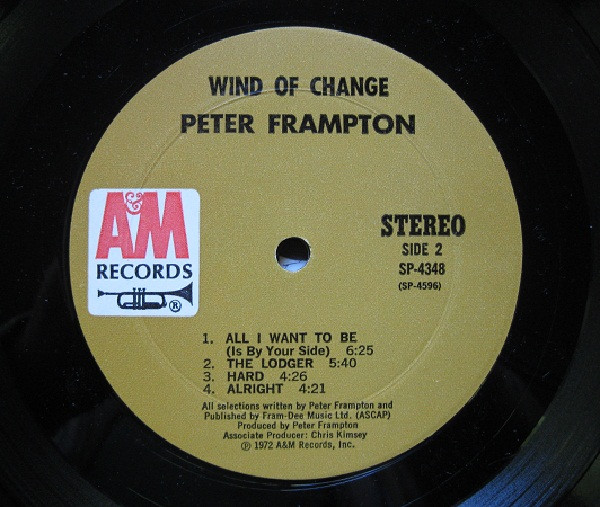 WIND OF CHANGE
PETER FRAMPTON
A&M
RECORDS
®
STEREO
SIDE 2
SP-4348
(SP-4596)
1. ALL I WANT TO BE
(Is By Your Side) 6:25
2. THE LODGER 5:40
3. HARD 4:26
4. ALRIGHT 4:21
All selections written by Peter Frampton and
Published by Fram-Dee Music Ltd. (ASCAP)
Produced by Peter Frampton
Associate Producer: Chris Kimsey
℗ 1972 A&M Records, Inc.